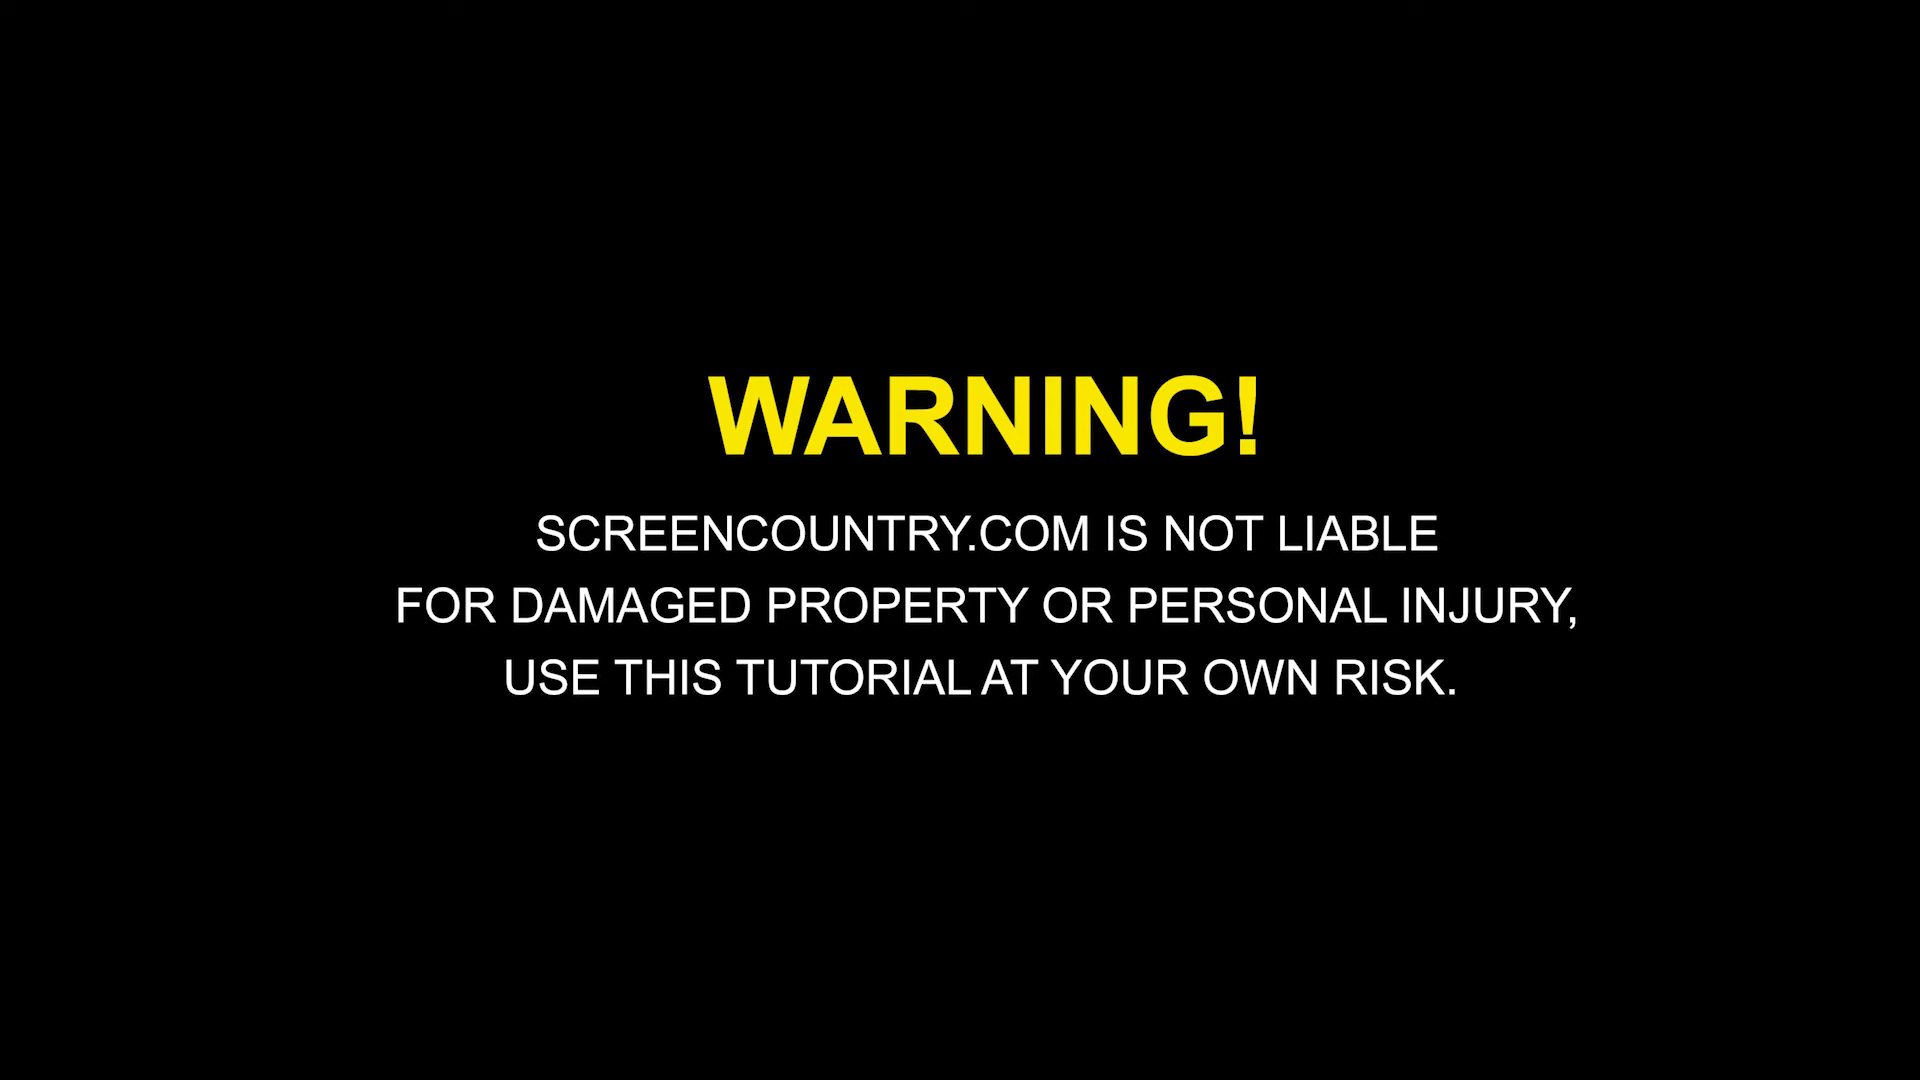 WARNING!
SCREENCOUNTRY.COM IS NOT LIABLE
FOR DAMAGED PROPERTY OR PERSONAL INJURY,
USE THIS TUTORIAL AT YOUR OWN RISK.